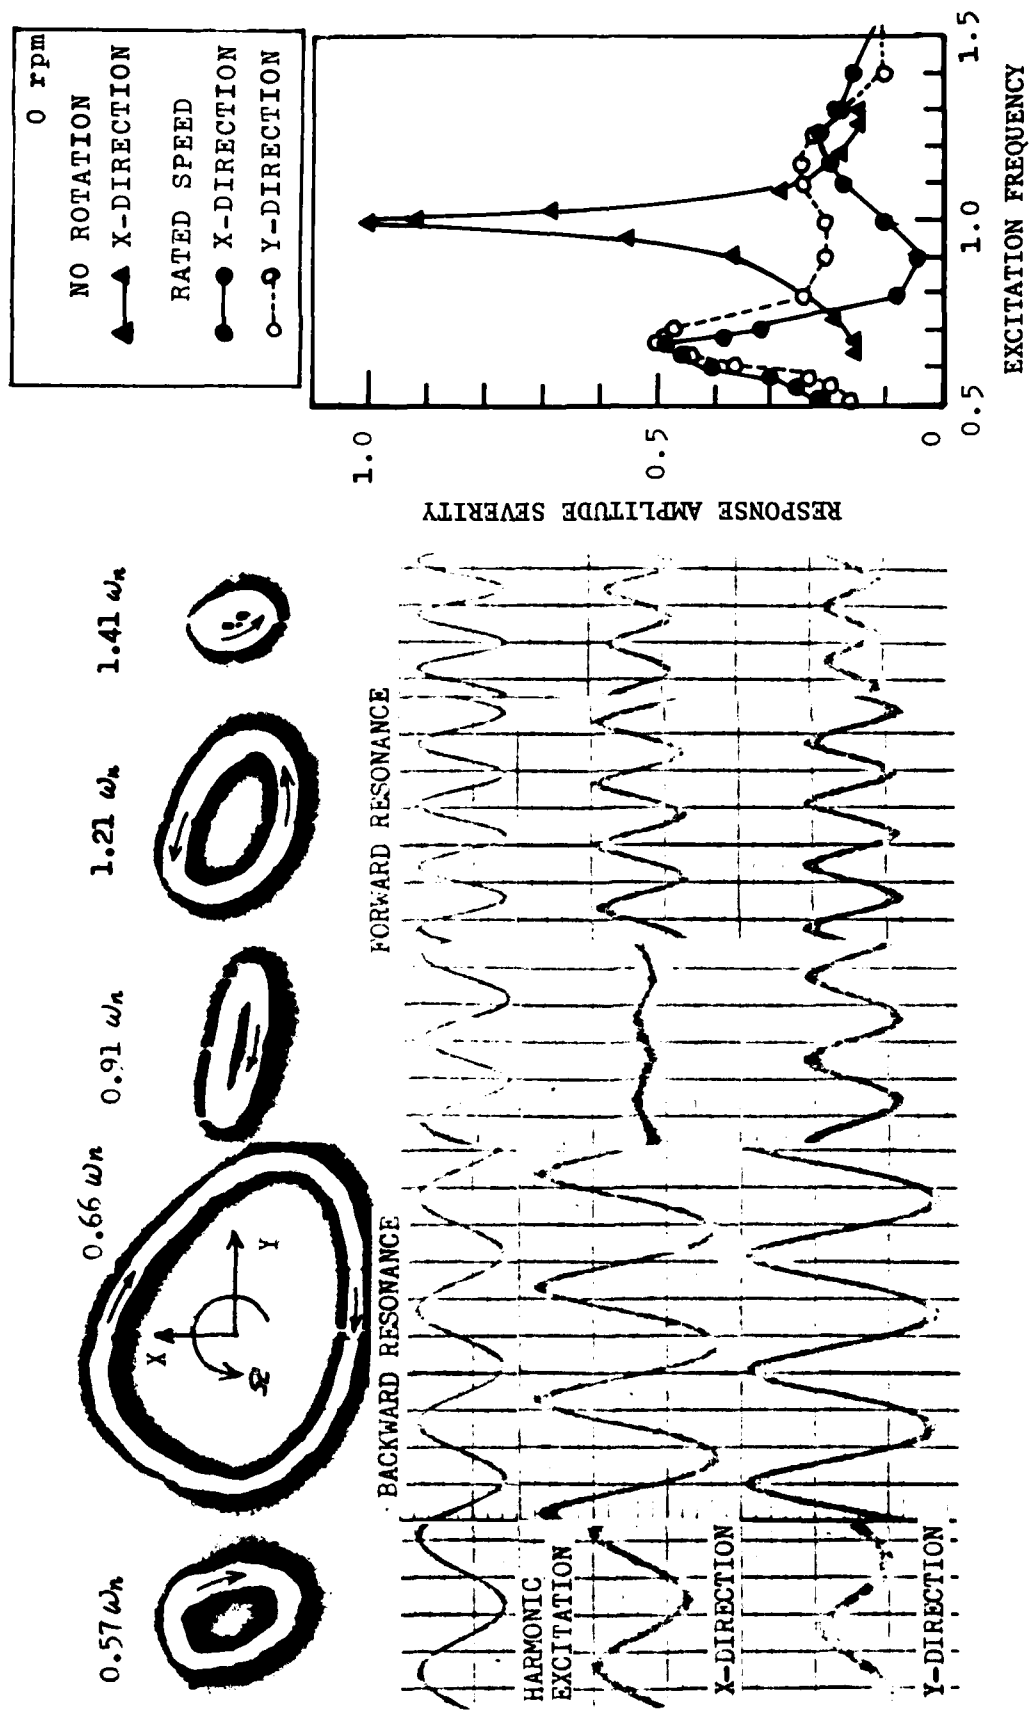 0.57 ωn
0.66 ωn
0.91 ωn
1.21 ωn
1.41 ωn
X
Y
Ω
BACKWARD RESONANCE
FORWARD RESONANCE
HARMONIC
EXCITATION
X-DIRECTION
Y-DIRECTION
0 rpm
NO ROTATION
X-DIRECTION
RATED SPEED
X-DIRECTION
Y-DIRECTION
RESPONSE AMPLITUDE SEVERITY
1.0
0.5
0
0.5
1.0
1.5
EXCITATION FREQUENCY